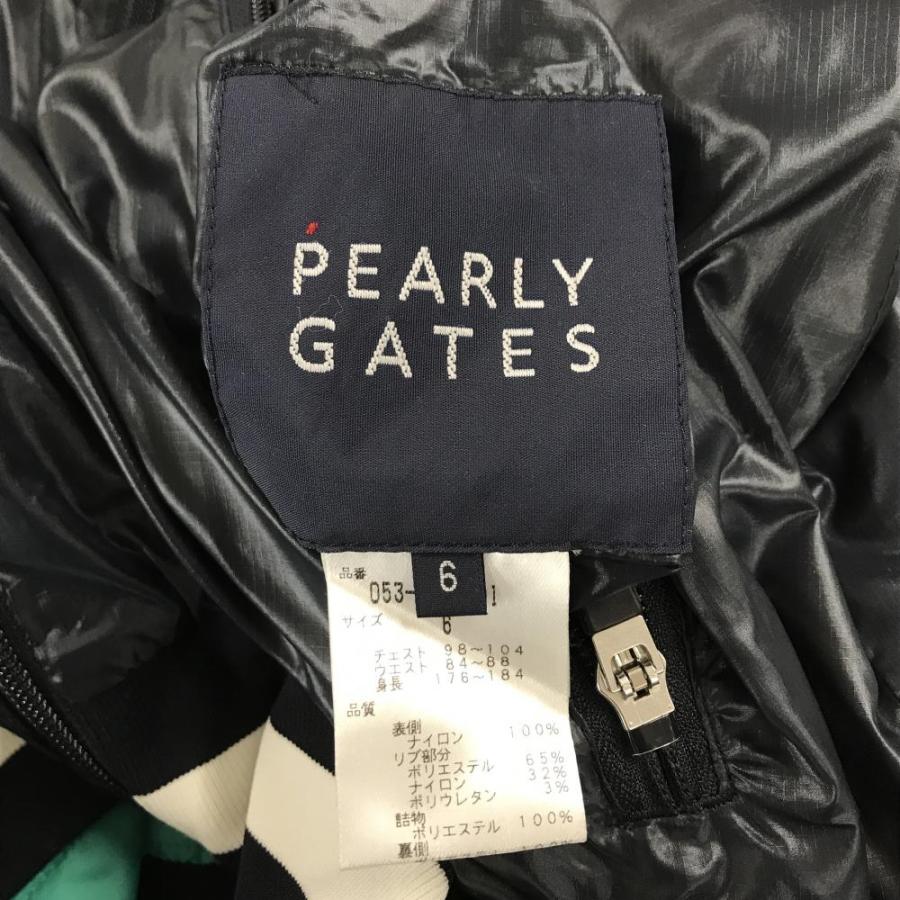 PEARLY
GATES
6
品番
053-
1
サイズ
6
チェスト 98~104
ウエスト 84~88
身長 176~184
品質
表側
ナイロン 100%
リブ部分
ポリエステル 65%
ナイロン 32%
ポリウレタン 3%
詰物
ポリエステル 100%
裏側